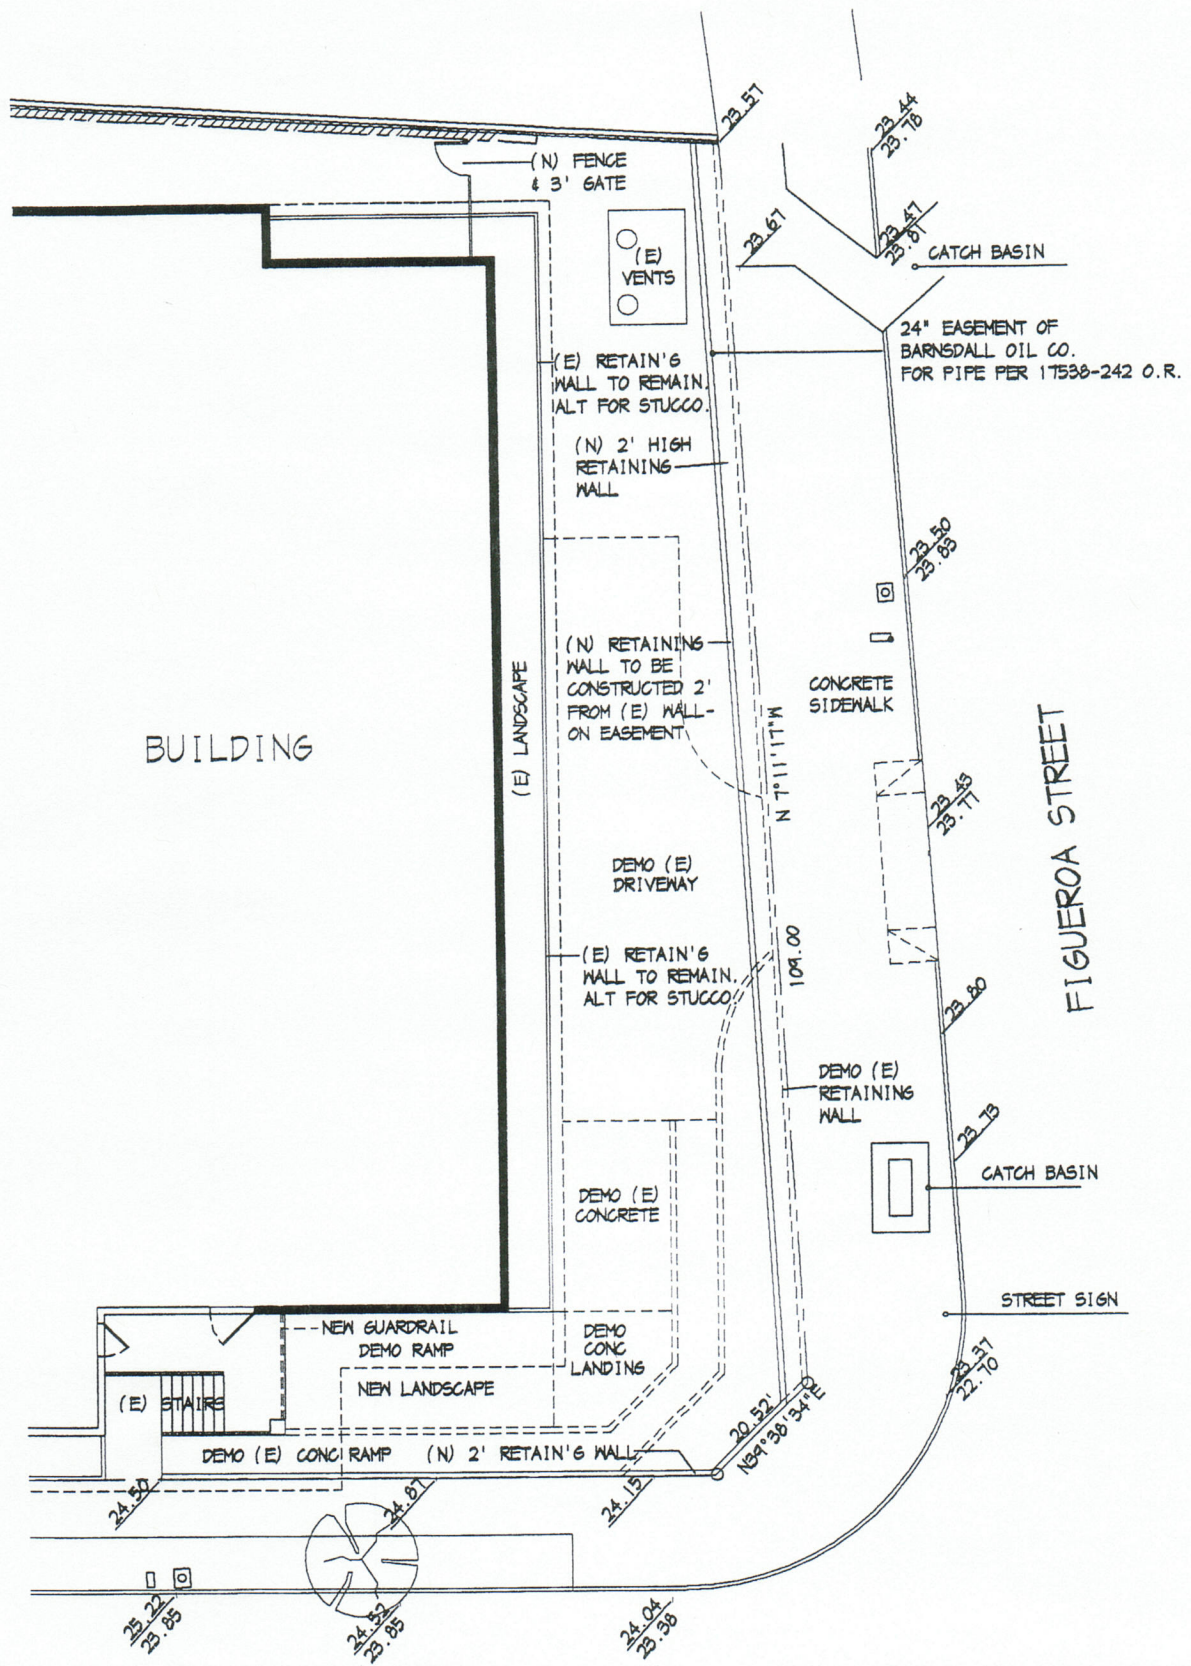 23.57
23.44
23.78
(N) FENCE
& 3' GATE
23.67
23.47
23.81
(E)
VENTS
CATCH BASIN
24" EASEMENT OF
BARNSDALL OIL CO.
FOR PIPE PER 17538-242 O.R.
(E) RETAIN'G
WALL TO REMAIN.
ALT FOR STUCCO.
(N) 2' HIGH
RETAINING
WALL
23.50
23.83
(N) RETAINING
WALL TO BE
CONSTRUCTED 2'
FROM (E) WALL-
ON EASEMENT
(E) LANDSCAPE
CONCRETE
SIDEWALK
BUILDING
N 7°11'17"W
FIGUEROA STREET
23.43
23.77
DEMO (E)
DRIVEWAY
109.00
(E) RETAIN'G
WALL TO REMAIN.
ALT FOR STUCCO
23.80
DEMO (E)
RETAINING
WALL
23.73
CATCH BASIN
DEMO (E)
CONCRETE
STREET SIGN
NEW GUARDRAIL
DEMO RAMP
DEMO
CONC
LANDING
23.37
22.70
NEW LANDSCAPE
(E) STAIRS
20.52'
N39°38'34"E
DEMO (E) CONC RAMP
(N) 2' RETAIN'G WALL
24.50
24.87
24.15
25.22
23.85
24.52
23.85
24.04
23.38